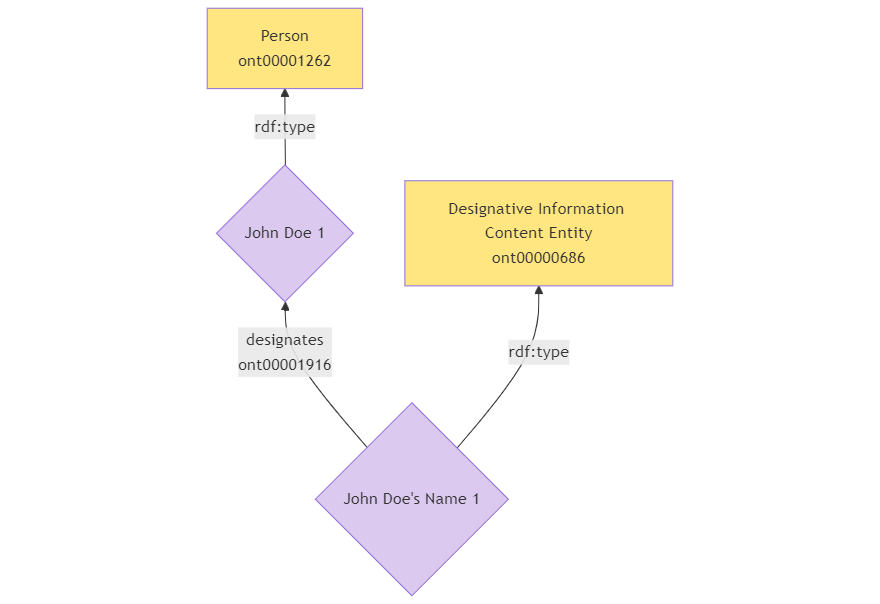 Person
ont00001262
rdf:type
John Doe 1
Designative Information
Content Entity
ont00000686
designates
ont00001916
rdf:type
John Doe's Name 1